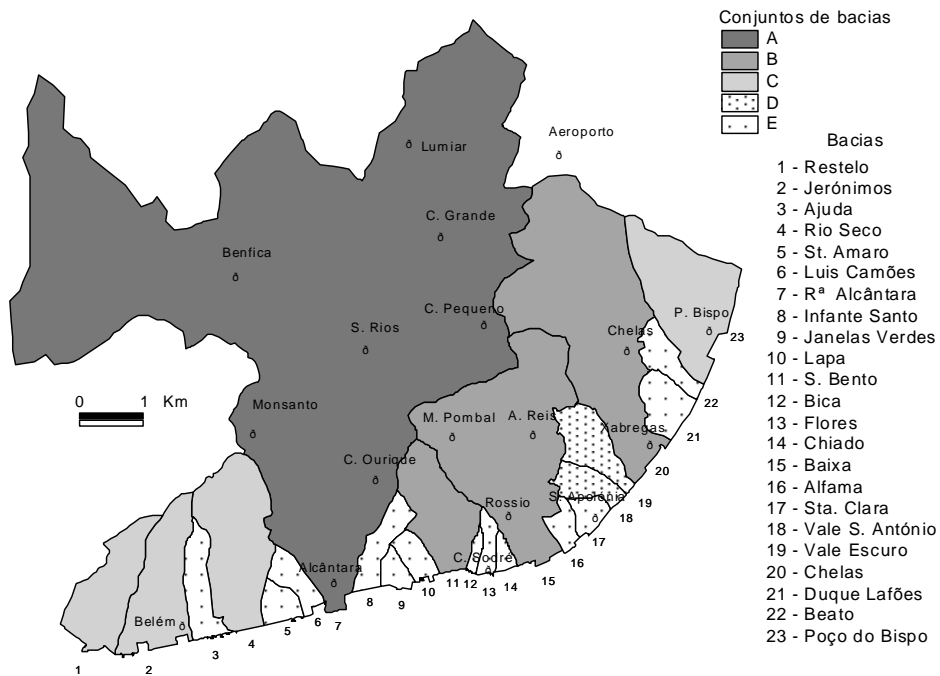 Conjuntos de bacias
A
B
C
D
E
Aeroporto
Lumiar
C. Grande
Benfica
C. Pequeno
S. Rios
P. Bispo
Chelas
23
0 1 Km
Monsanto
M. Pombal
A. Reis
Xabregas
22
21
20
C. Ourique
Rossio
S. Apolónia
19
18
17
16
Alcântara
C. Sodré
15
14
13
12
11
10
9
8
7
6
5
4
3
Belém
2
1
Bacias
1 - Restelo
2 - Jerónimos
3 - Ajuda
4 - Rio Seco
5 - St. Amaro
6 - Luis Camões
7 - Rª Alcântara
8 - Infante Santo
9 - Janelas Verdes
10 - Lapa
11 - S. Bento
12 - Bica
13 - Flores
14 - Chiado
15 - Baixa
16 - Alfama
17 - Sta. Clara
18 - Vale S. António
19 - Vale Escuro
20 - Chelas
21 - Duque Lafões
22 - Beato
23 - Poço do Bispo